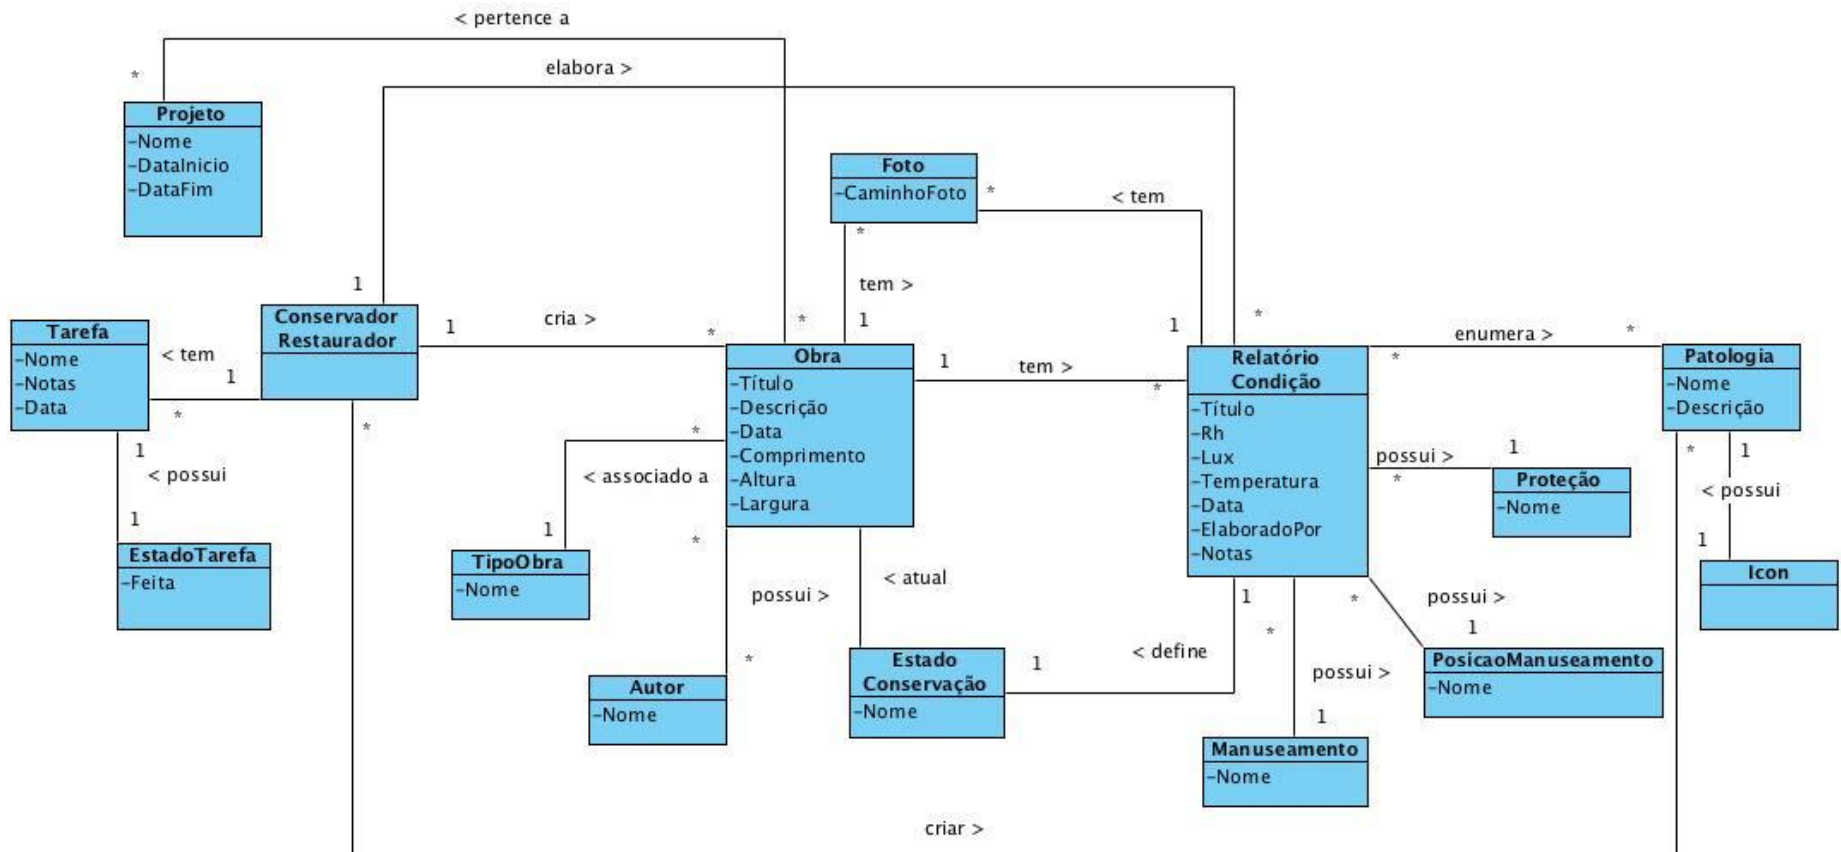 < pertence a
elabora >
*
Projeto
-Nome
-DataInicio
-DataFim
Foto
-CaminhoFoto
*
< tem
*
tem >
1
1
*
1
Conservador
Restaurador
1
cria >
*
*
1
Tarefa
-Nome
-Notas
-Data
< tem
1
*
*
Obra
-Título
-Descrição
-Data
-Comprimento
-Altura
-Largura
1
tem >
*
Relatório
Condição
-Título
-Rh
-Lux
-Temperatura
-Data
-ElaboradoPor
-Notas
enumera >
*
*
Patologia
-Nome
-Descrição
1
< possui
1
EstadoTarefa
-Feita
*
< associado a
1
TipoObra
-Nome
*
possui >
*
Autor
-Nome
< atual
Estado
Conservação
-Nome
1
< define
1
possui >
*
1
Proteção
-Nome
*
1
< possui
1
Icon
*
possui >
1
PosicaoManuseamento
-Nome
*
possui >
1
Manuseamento
-Nome
criar >